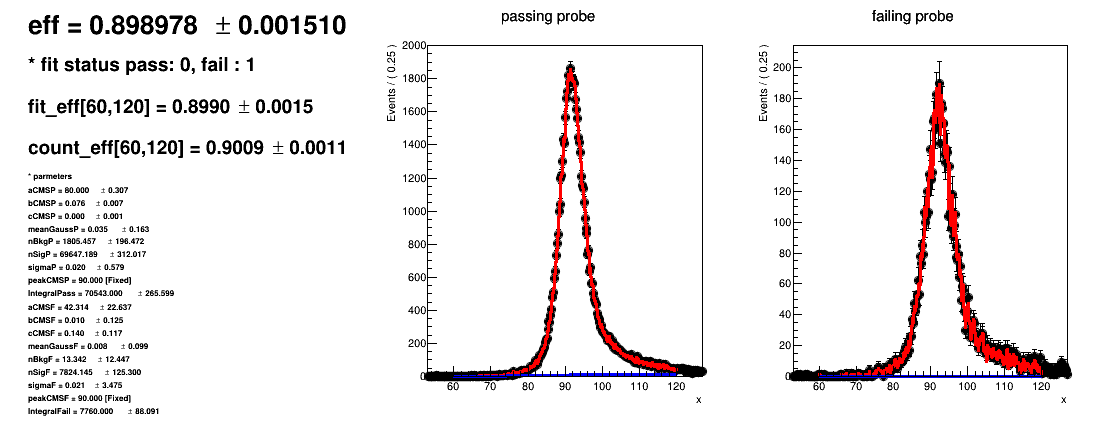 eff = 0.898978 ± 0.001510
* fit status pass: 0, fail : 1
fit_eff[60,120] = 0.8990 ± 0.0015
count_eff[60,120] = 0.9009 ± 0.0011
* parmeters
aCMSP = 80.000 ± 0.307
bCMSP = 0.076 ± 0.007
cCMSP = 0.000 ± 0.001
meanGaussP = 0.035 ± 0.163
nBkgP = 1805.457 ± 196.472
nSigP = 69647.189 ± 312.017
sigmaP = 0.020 ± 0.579
peakCMSP = 90.000 [Fixed]
IntegralPass = 70543.000 ± 265.599
aCMSF = 42.314 ± 22.637
bCMSF = 0.010 ± 0.125
cCMSF = 0.140 ± 0.117
meanGaussF = 0.008 ± 0.099
nBkgF = 13.342 ± 12.447
nSigF = 7824.145 ± 125.300
sigmaF = 0.021 ± 3.475
peakCMSF = 90.000 [Fixed]
IntegralFail = 7760.000 ± 88.091
passing probe
Events / ( 0.25 )
2000
1800
1600
1400
1200
1000
800
600
400
200
0
60 70 80 90 100 110 120
x
failing probe
Events / ( 0.25 )
200
180
160
140
120
100
80
60
40
20
0
60 70 80 90 100 110 120
x